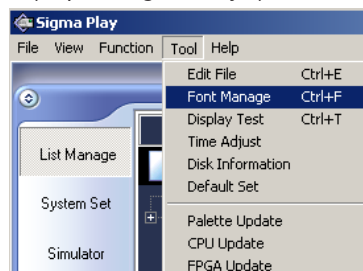 Sigma Play
File View Function Tool Help
Edit File Ctrl+E
Font Manage Ctrl+F
Display Test Ctrl+T
Time Adjust
Disk Information
Default Set
Palette Update
CPU Update
FPGA Update
List Manage
System Set
Simulator